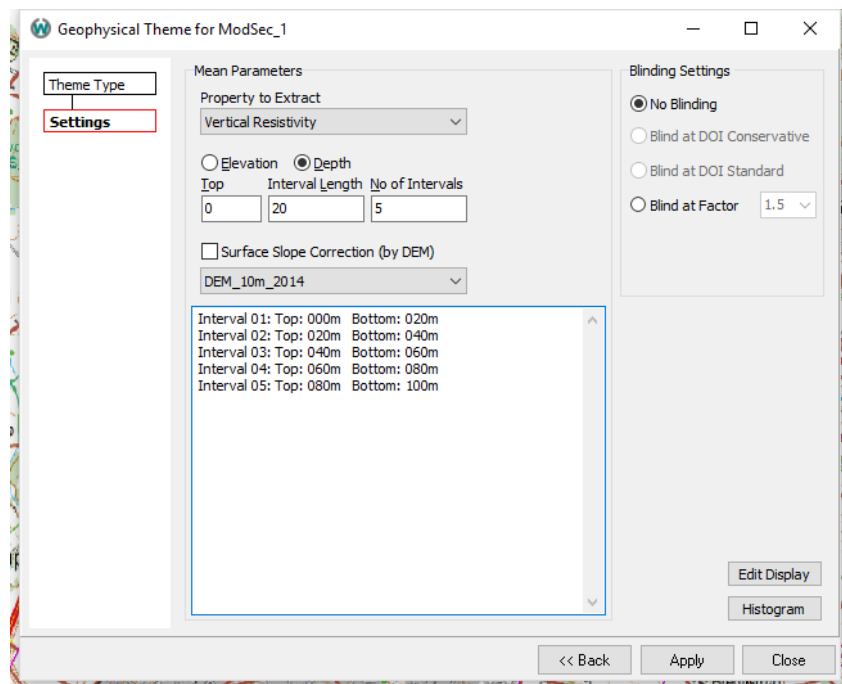 Geophysical Theme for ModSec_1
Theme Type
Settings
Mean Parameters
Property to Extract
Vertical Resistivity
Elevation Depth
Top Interval Length No of Intervals
0 20 5
Surface Slope Correction (by DEM)
DEM_10m_2014
Interval 01: Top: 000m Bottom: 020m
Interval 02: Top: 020m Bottom: 040m
Interval 03: Top: 040m Bottom: 060m
Interval 04: Top: 060m Bottom: 080m
Interval 05: Top: 080m Bottom: 100m
Blinding Settings
No Blinding
Blind at DOI Conservative
Blind at DOI Standard
Blind at Factor 1.5
Edit Display
Histogram
<< Back Apply Close